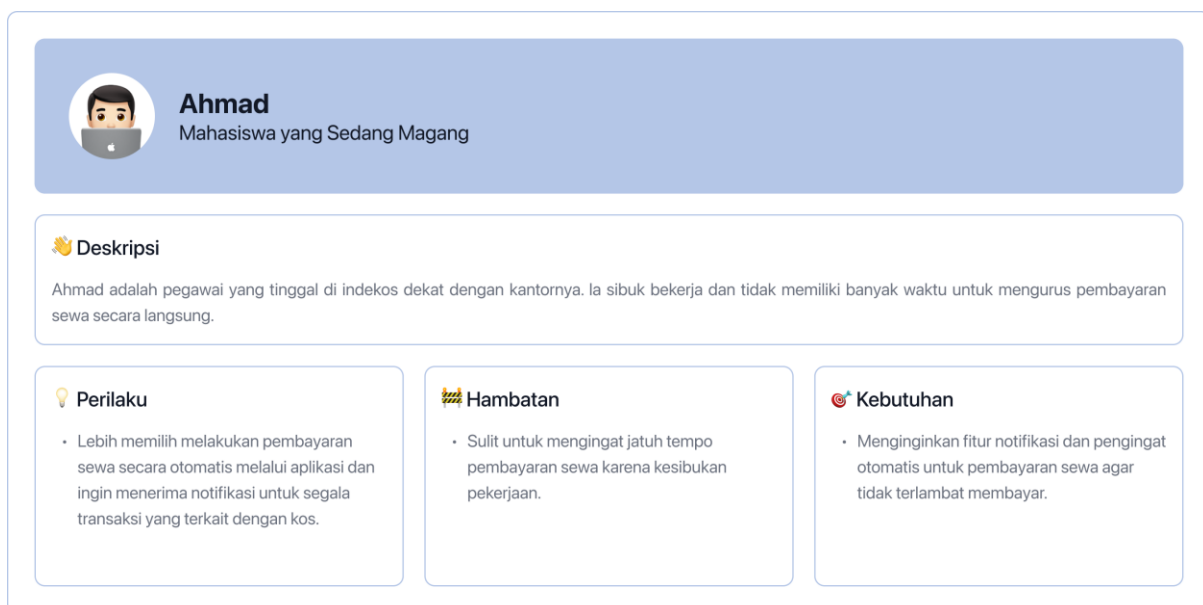 Ahmad
Mahasiswa yang Sedang Magang
👋 Deskripsi
Ahmad adalah pegawai yang tinggal di indekos dekat dengan kantornya. Ia sibuk bekerja dan tidak memiliki banyak waktu untuk mengurus pembayaran
sewa secara langsung.
💡 Perilaku
• Lebih memilih melakukan pembayaran
sewa secara otomatis melalui aplikasi dan
ingin menerima notifikasi untuk segala
transaksi yang terkait dengan kos.
🚧 Hambatan
• Sulit untuk mengingat jatuh tempo
pembayaran sewa karena kesibukan
pekerjaan.
🎯 Kebutuhan
• Menginginkan fitur notifikasi dan pengingat
otomatis untuk pembayaran sewa agar
tidak terlambat membayar.